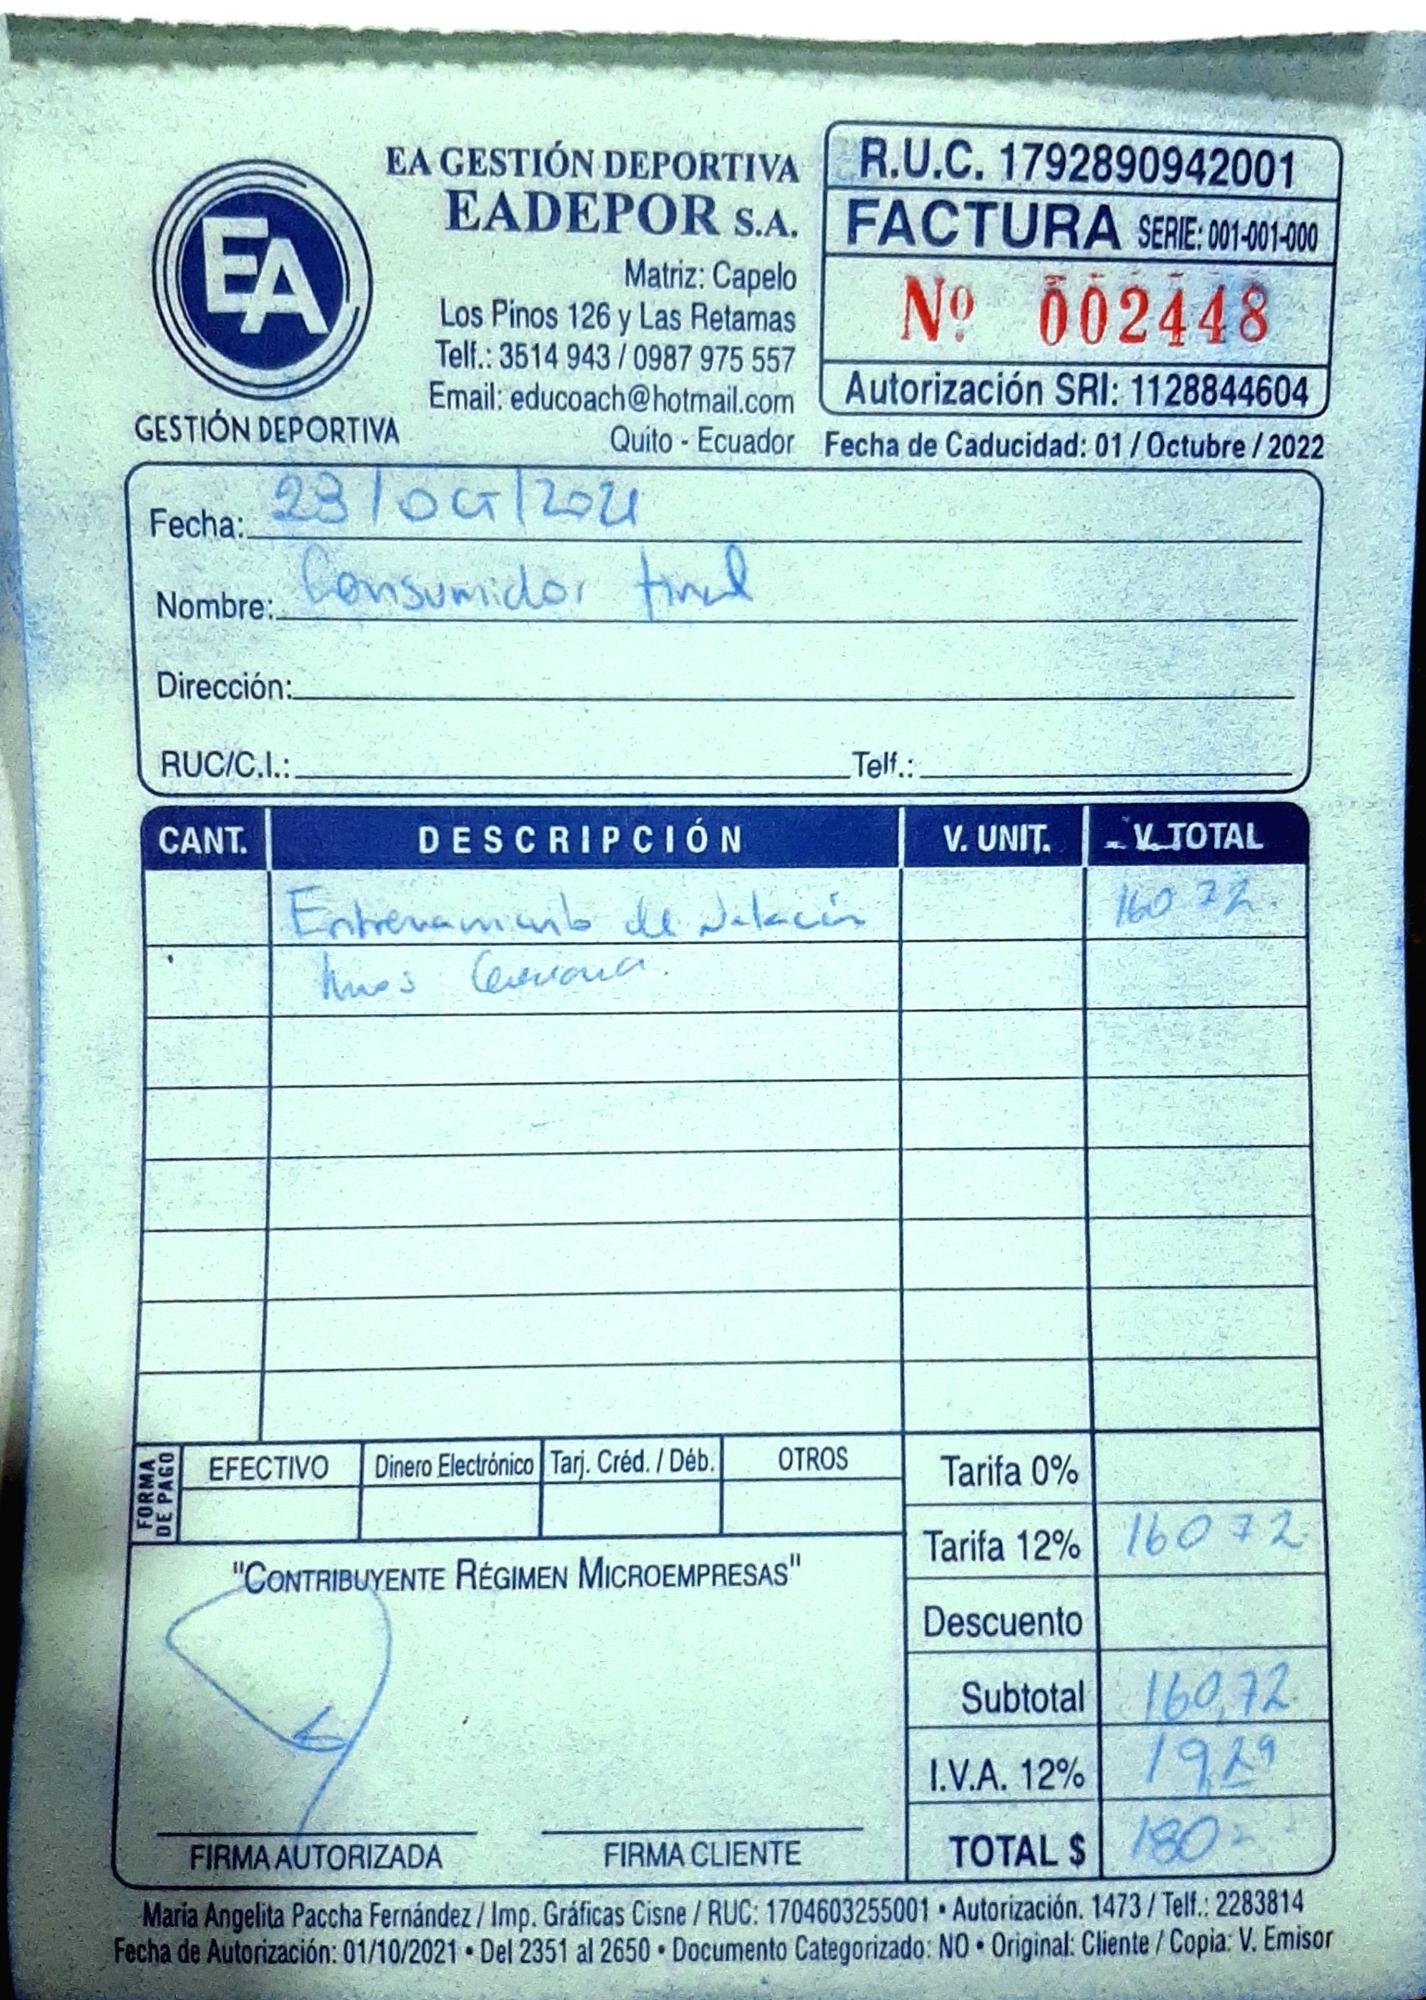 EA GESTIÓN DEPORTIVA
EADEPOR S.A.
Matriz: Capelo
Los Pinos 126 y Las Retamas
Telf.: 3514 943 / 0987 975 557
Email: educoach@hotmail.com
Quito - Ecuador
EA
GESTIÓN DEPORTIVA
R.U.C. 1792890942001
FACTURA SERIE: 001-001-000
Nº 002448
Autorización SRI: 1128844604
Fecha de Caducidad: 01 / Octubre / 2022
Fecha: 23/Oct/2021
Nombre: Consumidor final
Dirección:
RUC/C.I.: Telf.:
CANT. DESCRIPCIÓN V. UNIT. V. TOTAL
Entrenamiento de Natación 160 72
FORMA DE PAGO
EFECTIVO Dinero Electrónico Tarj. Créd. / Déb. OTROS
Tarifa 0%
Tarifa 12% 160 72
Descuento
Subtotal 160,72
I.V.A. 12% 19,29
TOTAL $ 180
"CONTRIBUYENTE RÉGIMEN MICROEMPRESAS"
FIRMA AUTORIZADA FIRMA CLIENTE
María Angelita Paccha Fernández / Imp. Gráficas Cisne / RUC: 1704603255001 • Autorización. 1473 / Telf.: 2283814
Fecha de Autorización: 01/10/2021 • Del 2351 al 2650 • Documento Categorizado: NO • Original: Cliente / Copia: V. Emisor